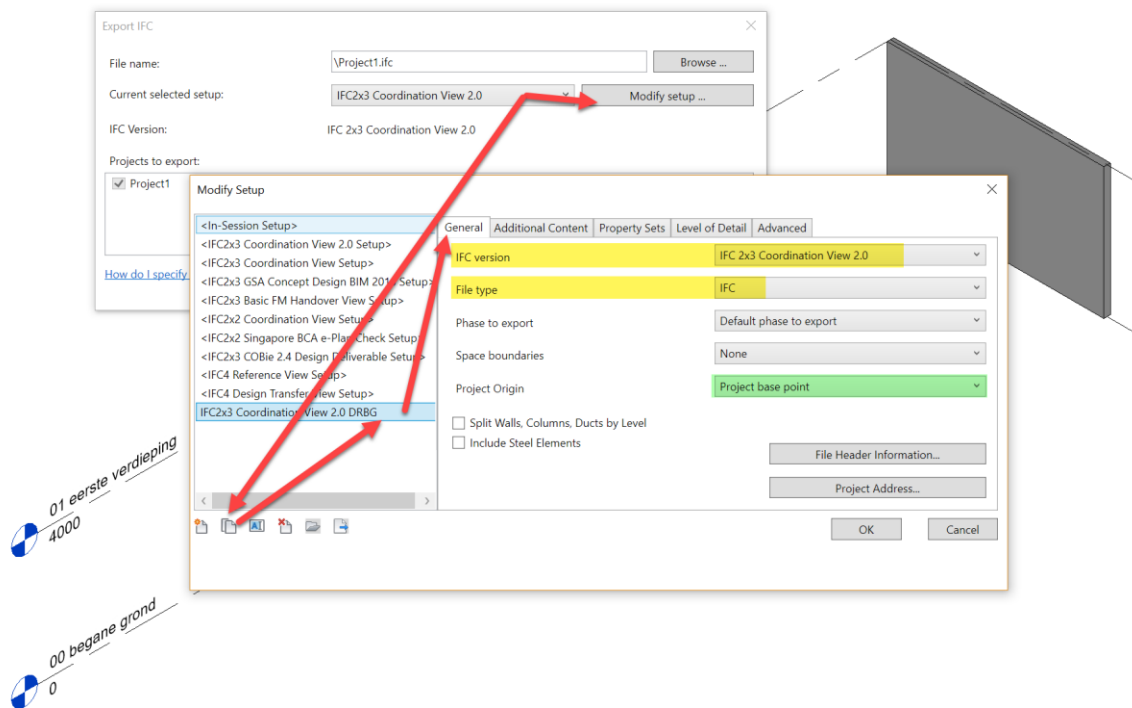 Export IFC
File name:
\Project1.ifc
Browse ...
Current selected setup:
IFC2x3 Coordination View 2.0
Modify setup ...
IFC Version:
IFC 2x3 Coordination View 2.0
Projects to export:
Project1
How do I specify
Modify Setup
<In-Session Setup>
<IFC2x3 Coordination View 2.0 Setup>
<IFC2x3 Coordination View Setup>
<IFC2x3 GSA Concept Design BIM 2010 Setup>
<IFC2x3 Basic FM Handover View Setup>
<IFC2x2 Coordination View Setup>
<IFC2x2 Singapore BCA e-Plan Check Setup>
<IFC2x3 COBie 2.4 Design Deliverable Setup>
<IFC4 Reference View Setup>
<IFC4 Design Transfer View Setup>
IFC2x3 Coordination View 2.0 DRBG
General
Additional Content
Property Sets
Level of Detail
Advanced
IFC version
IFC 2x3 Coordination View 2.0
File type
IFC
Phase to export
Default phase to export
Space boundaries
None
Project Origin
Project base point
Split Walls, Columns, Ducts by Level
Include Steel Elements
File Header Information...
Project Address...
OK
Cancel
01 eerste verdieping
4000
00 begane grond
0